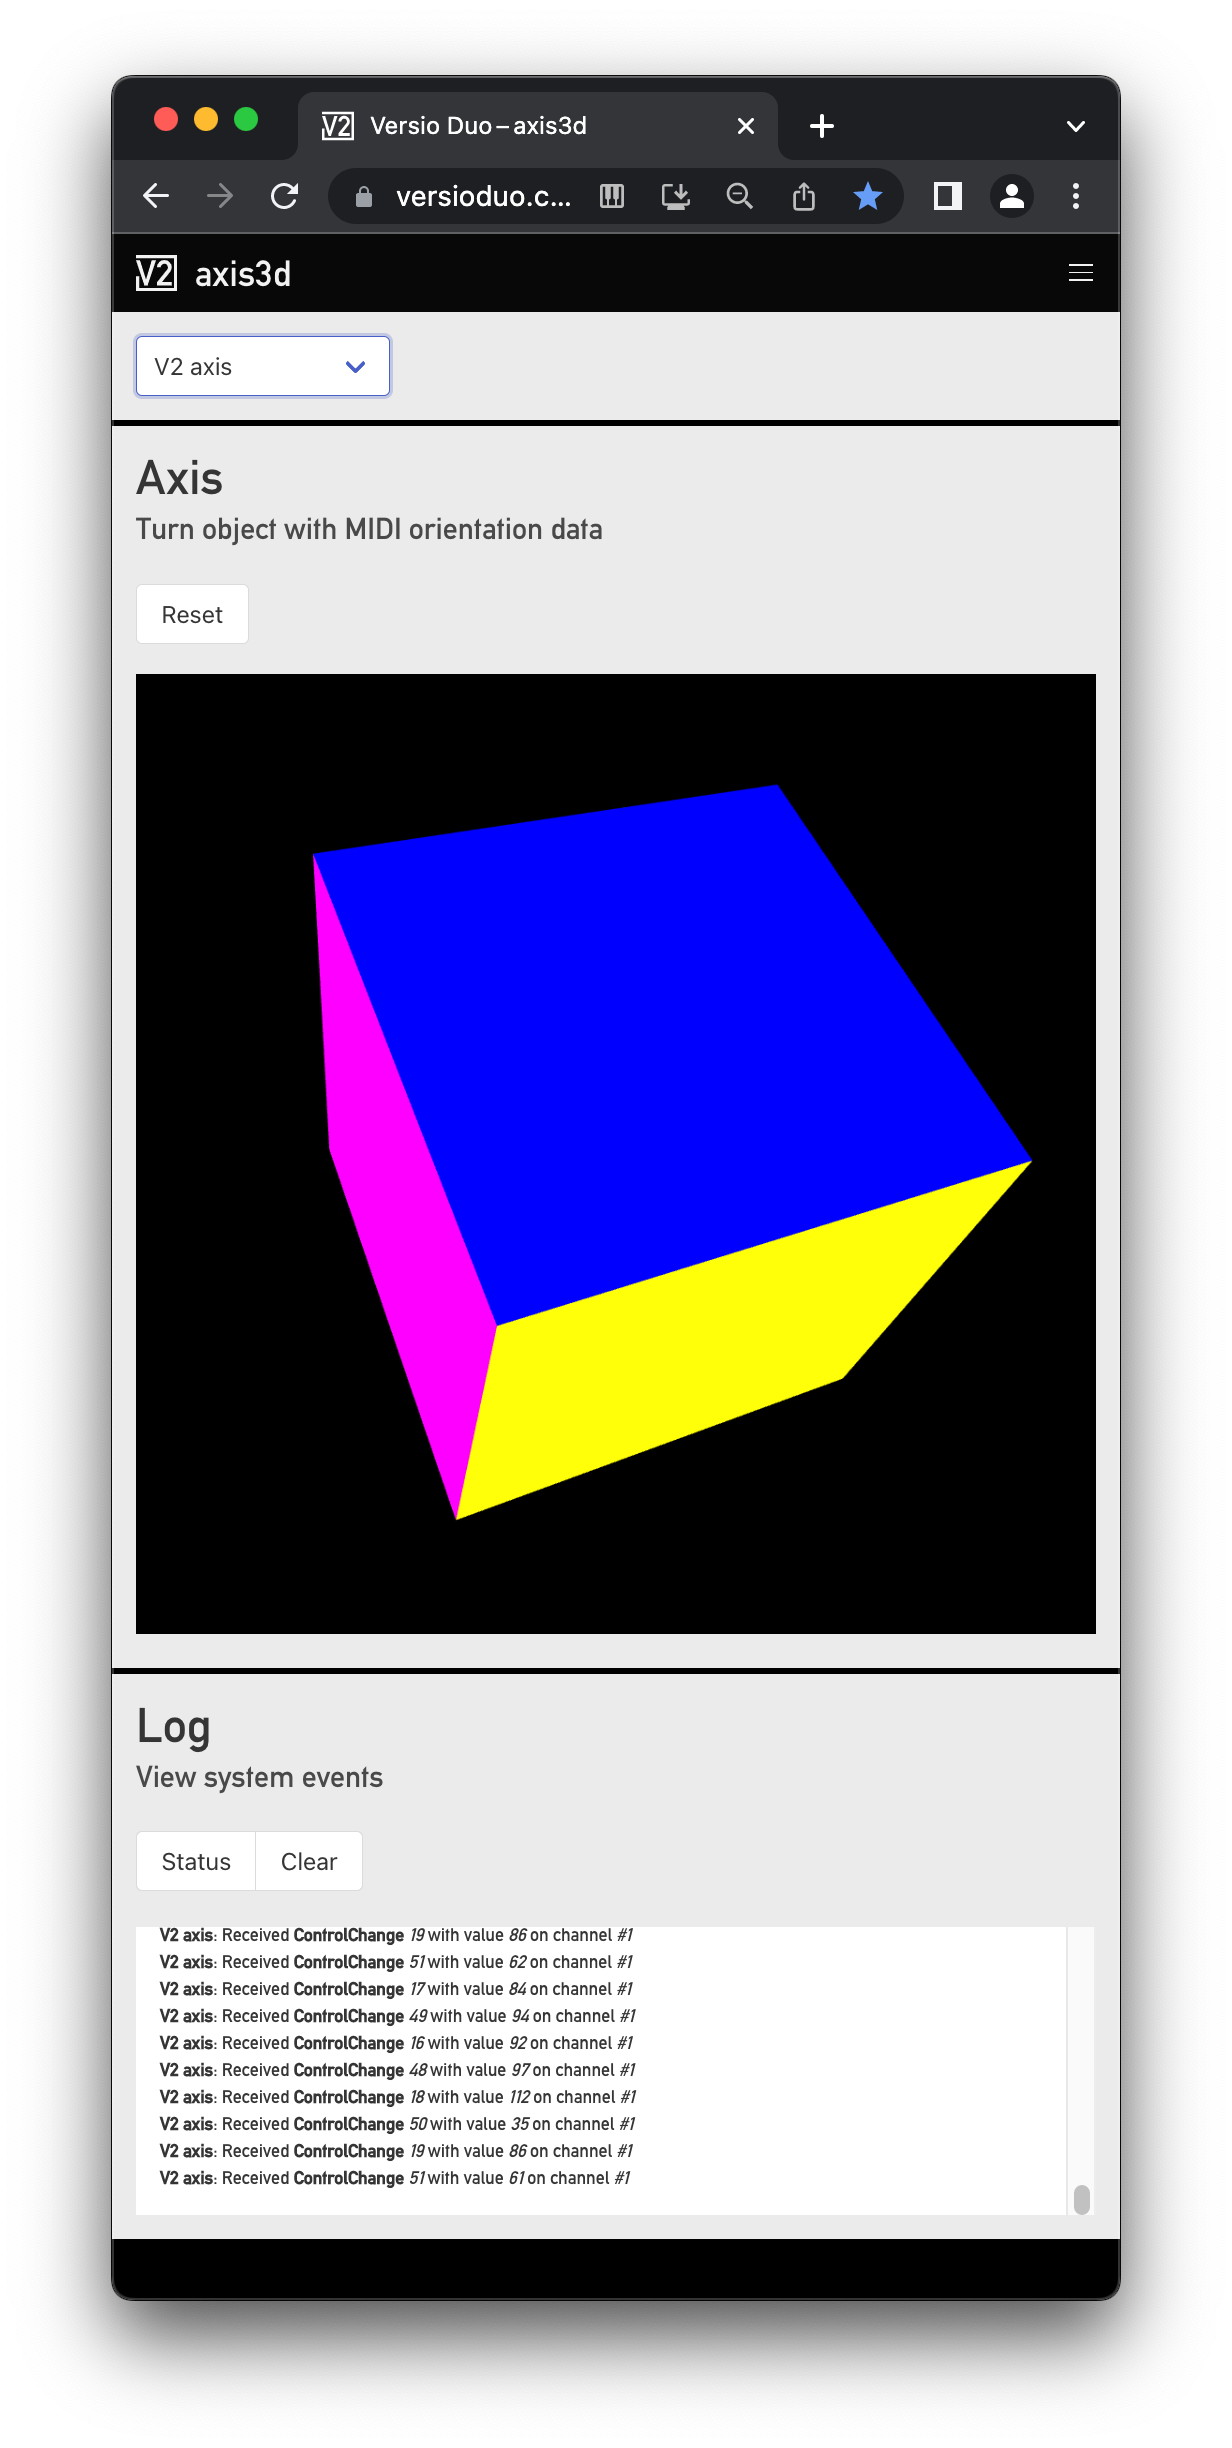 V2 Versio Duo – axis3d
versioduo.c...
V2 axis3d
V2 axis
Axis
Turn object with MIDI orientation data
Reset
Log
View system events
Status Clear
V2 axis: Received ControlChange 19 with value 86 on channel #1
V2 axis: Received ControlChange 51 with value 62 on channel #1
V2 axis: Received ControlChange 17 with value 84 on channel #1
V2 axis: Received ControlChange 49 with value 94 on channel #1
V2 axis: Received ControlChange 16 with value 92 on channel #1
V2 axis: Received ControlChange 48 with value 97 on channel #1
V2 axis: Received ControlChange 18 with value 112 on channel #1
V2 axis: Received ControlChange 50 with value 35 on channel #1
V2 axis: Received ControlChange 19 with value 86 on channel #1
V2 axis: Received ControlChange 51 with value 61 on channel #1